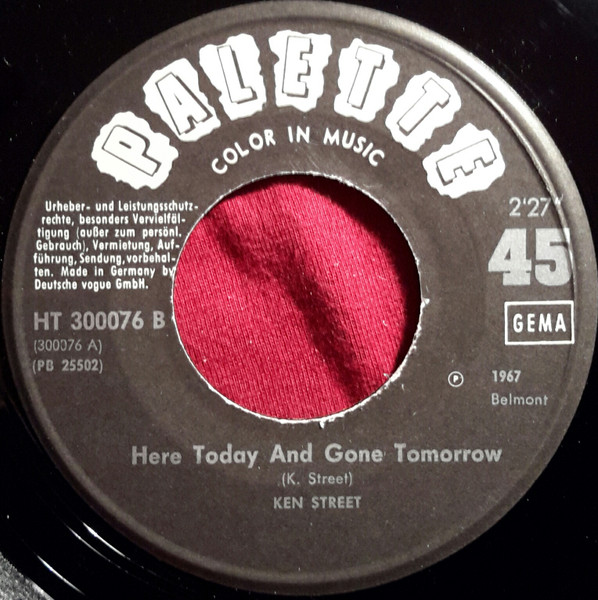 PALETTE
COLOR IN MUSIC
Urheber- und Leistungsschutz-
rechte, besonders Vervielfäl-
tigung (außer zum persönl.
Gebrauch), Vermietung, Auf-
führung, Sendung, vorbehal-
ten. Made in Germany by
Deutsche vogue GmbH.
2'27"
45
HT 300076 B
(300076 A)
(PB 25502)
GEMA
℗ 1967
Belmont
Here Today And Gone Tomorrow
(K. Street)
KEN STREET